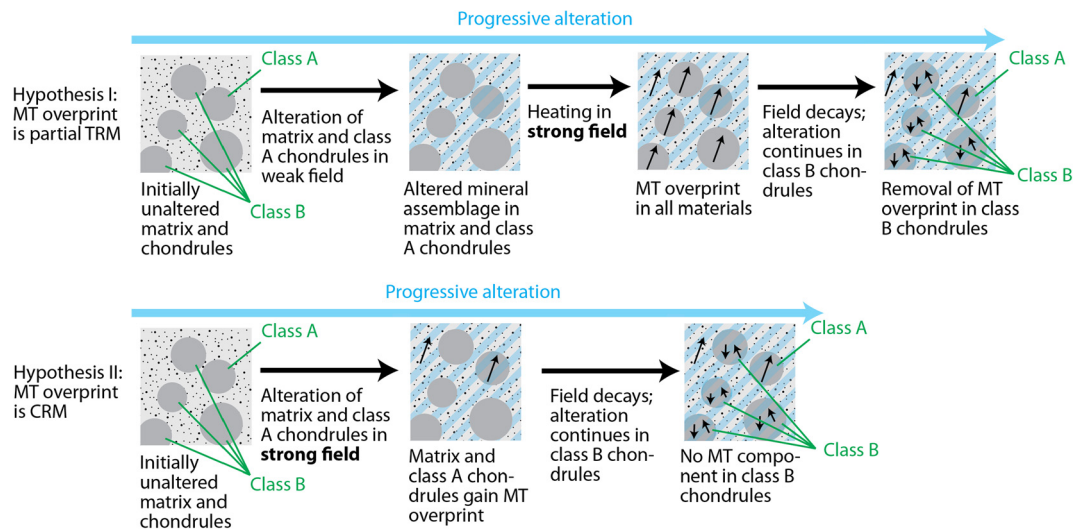 Progressive alteration
Hypothesis I:
MT overprint
is partial TRM
Class A
Class B
Initially
unaltered
matrix and
chondrules
Alteration of
matrix and class
A chondrules in
weak field
Altered mineral
assemblage in
matrix and class
A chondrules
Heating in
strong field
MT overprint
in all materials
Field decays;
alteration
continues in
class B chon-
drules
Class A
Class B
Removal of MT
overprint in class
B chondrules
Progressive alteration
Hypothesis II:
MT overprint
is CRM
Class A
Class B
Initially
unaltered
matrix and
chondrules
Alteration of
matrix and class
A chondrules in
strong field
Matrix and
class A chon-
drules gain MT
overprint
Field decays;
alteration
continues in
class B chon-
drules
Class A
Class B
No MT compo-
nent in class B
chondrules